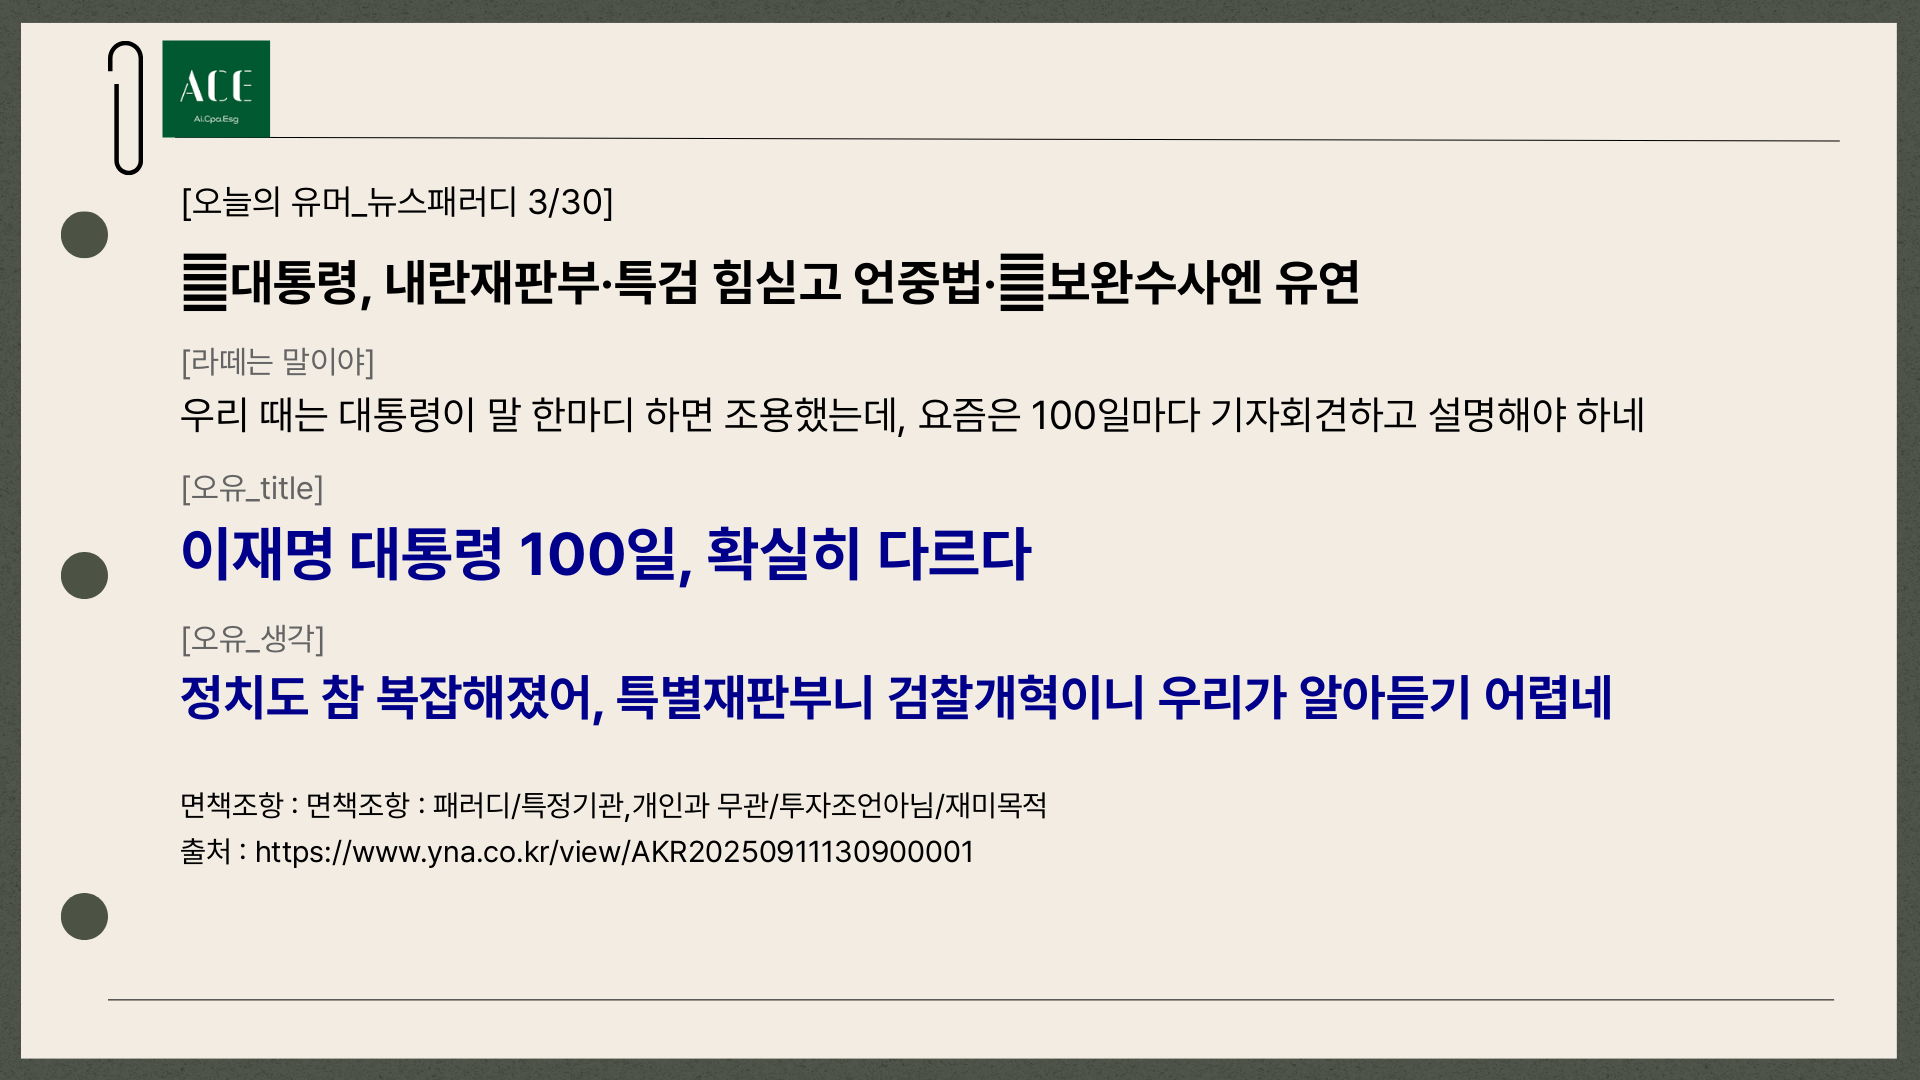 ACE
Ai.Cpa.Esg
[오늘의 유머_뉴스패러디 3/30]
대통령, 내란재판부·특검 힘싣고 언중법·보완수사엔 유연
[라떼는 말이야]
우리 때는 대통령이 말 한마디 하면 조용했는데, 요즘은 100일마다 기자회견하고 설명해야 하네
[오유_title]
이재명 대통령 100일, 확실히 다르다
[오유_생각]
정치도 참 복잡해졌어, 특별재판부니 검찰개혁이니 우리가 알아듣기 어렵네
면책조항 : 면책조항 : 패러디/특정기관,개인과 무관/투자조언아님/재미목적
출처 : https://www.yna.co.kr/view/AKR20250911130900001